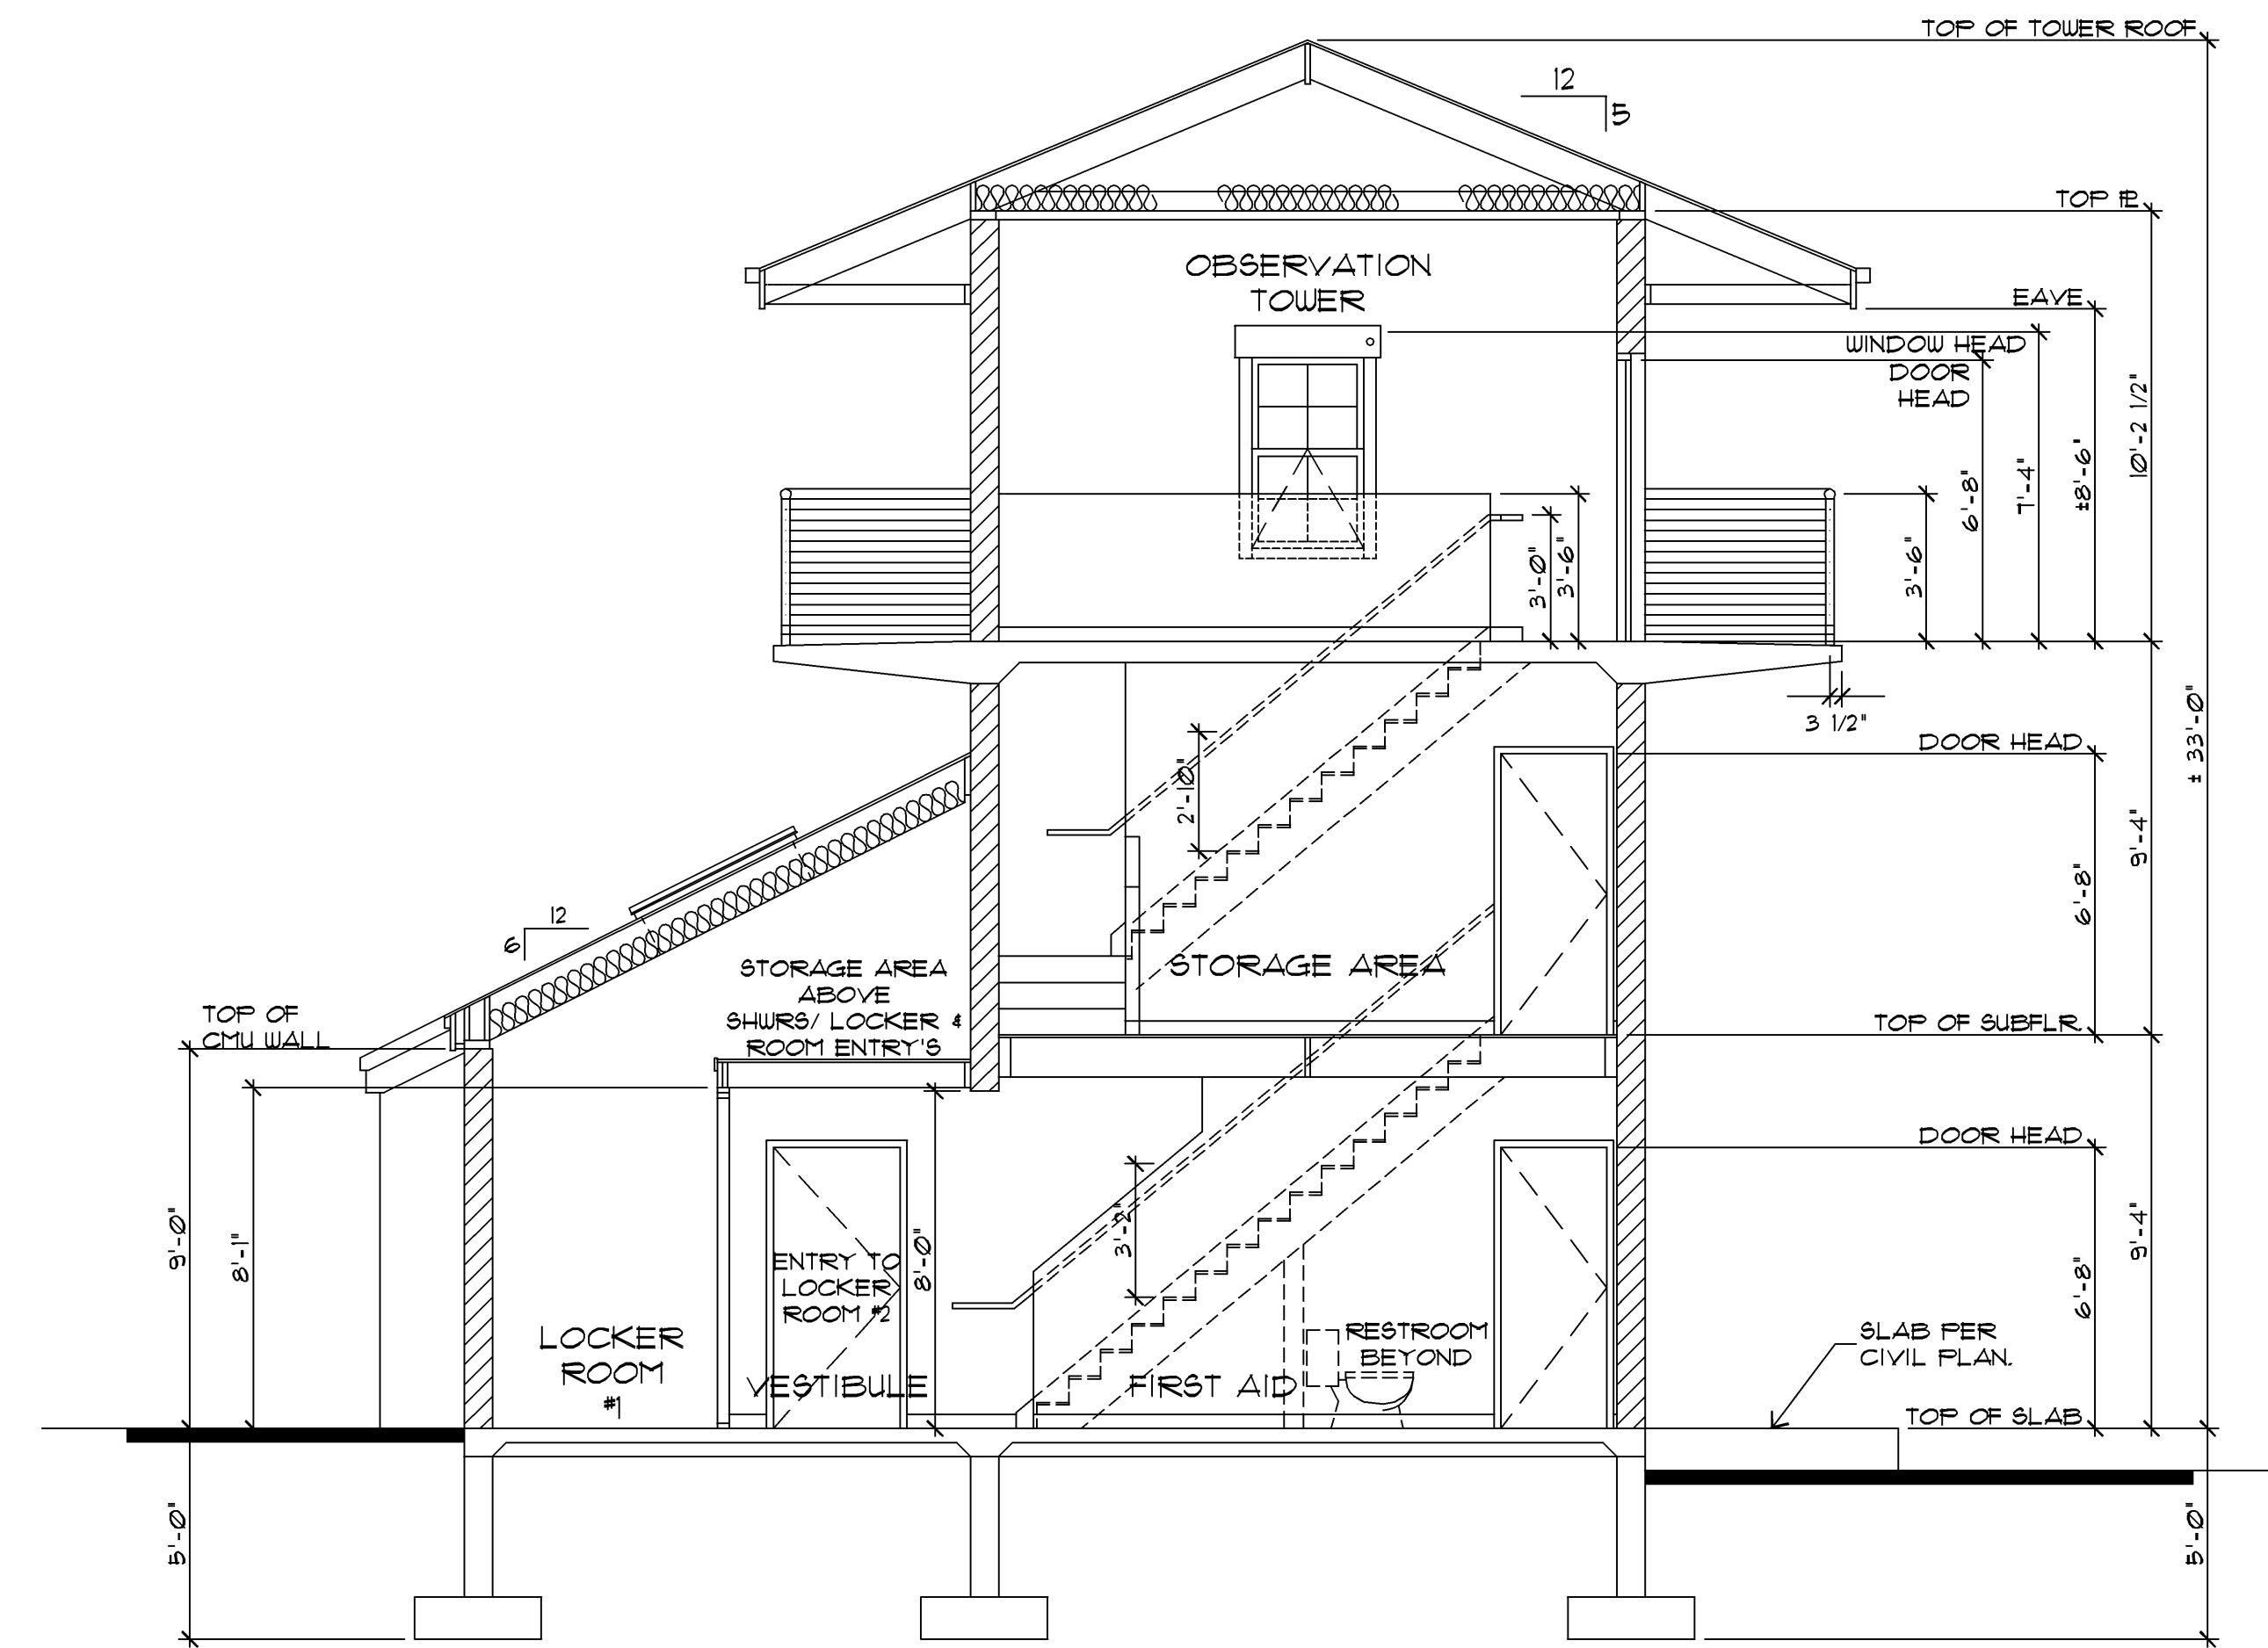 TOP OF TOWER ROOF
12
5
TOP PL
OBSERVATION
TOWER
EAVE
WINDOW HEAD
DOOR
HEAD
10'-2 1/2"
±8'-6"
7'-4"
6'-8"
3'-6"
3'-0"
3'-6"
3 1/2"
± 33'-0"
DOOR HEAD
2'-10"
9'-4"
6'-8"
12
6
STORAGE AREA
ABOVE
SHWRS/ LOCKER &
ROOM ENTRY'S
STORAGE AREA
TOP OF
CMU WALL
TOP OF SUBFLR.
DOOR HEAD
9'-0"
8'-1"
8'-0"
3'-2"
9'-4"
6'-8"
ENTRY TO
LOCKER
ROOM #2
LOCKER
ROOM
#1
VESTIBULE
FIRST AID
RESTROOM
BEYOND
SLAB PER
CIVIL PLAN.
TOP OF SLAB
5'-0"
5'-0"